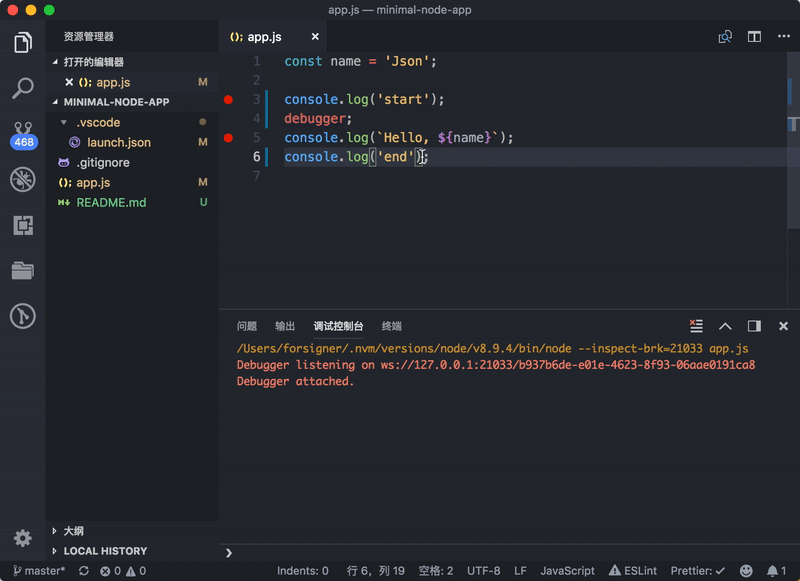 app.js — minimal-node-app
资源管理器
打开的编辑器
app.js M
MINIMAL-NODE-APP
.vscode
launch.json M
.gitignore
app.js M
README.md U
468
大纲
LOCAL HISTORY
app.js
1 const name = 'Json';
2
3 console.log('start');
4 debugger;
5 console.log(`Hello, ${name}`);
6 console.log('end');
7
问题 输出 调试控制台 终端
/Users/forsigner/.nvm/versions/node/v8.9.4/bin/node --inspect-brk=21033 app.js
Debugger listening on ws://127.0.0.1:21033/b937b6de-e01e-4623-8f93-06aae0191ca8
Debugger attached.
master* 0 0 Indents: 0 行 6，列 19 空格: 2 UTF-8 LF JavaScript ESLint Prettier: ✓ 1